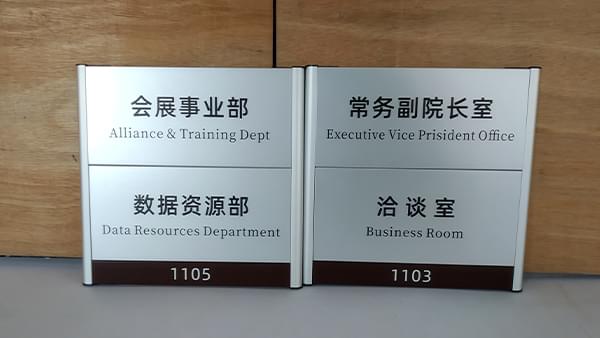 会展事业部
Alliance & Training Dept
数据资源部
Data Resources Department
1105
常务副院长室
Executive Vice Prisident Office
洽谈室
Business Room
1103